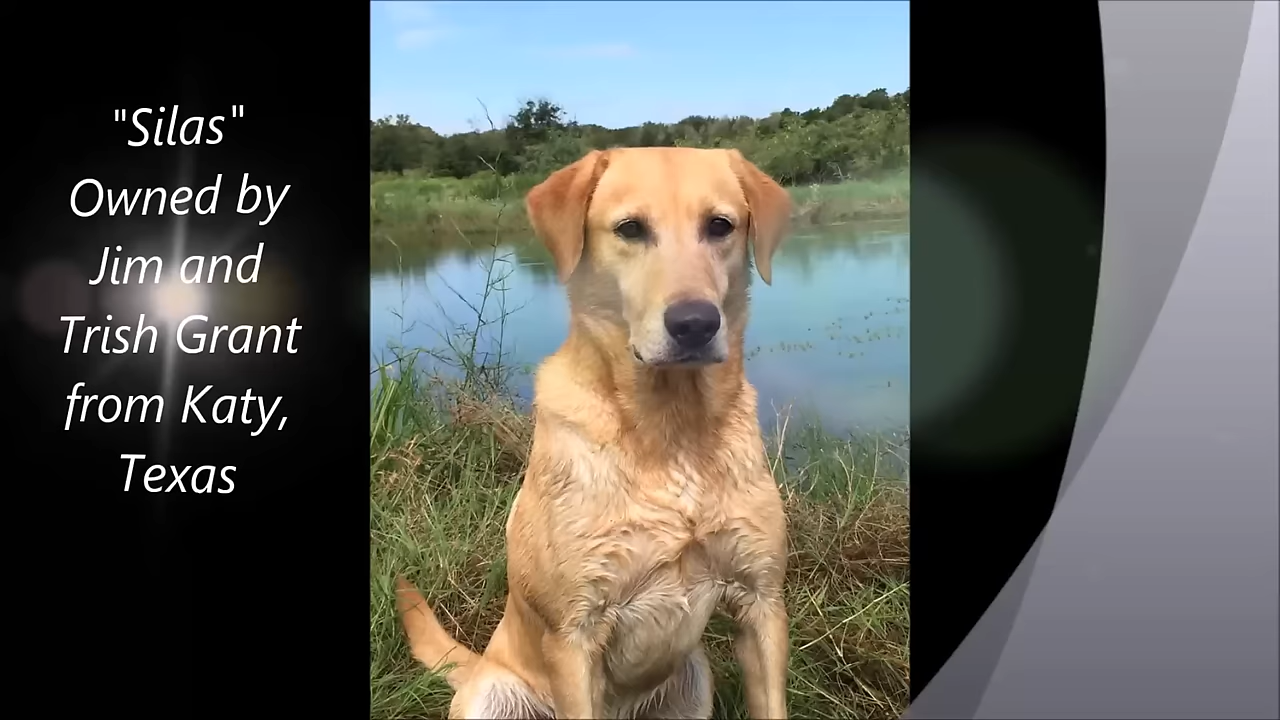 "Silas"
Owned by
Jim and
Trish Grant
from Katy,
Texas